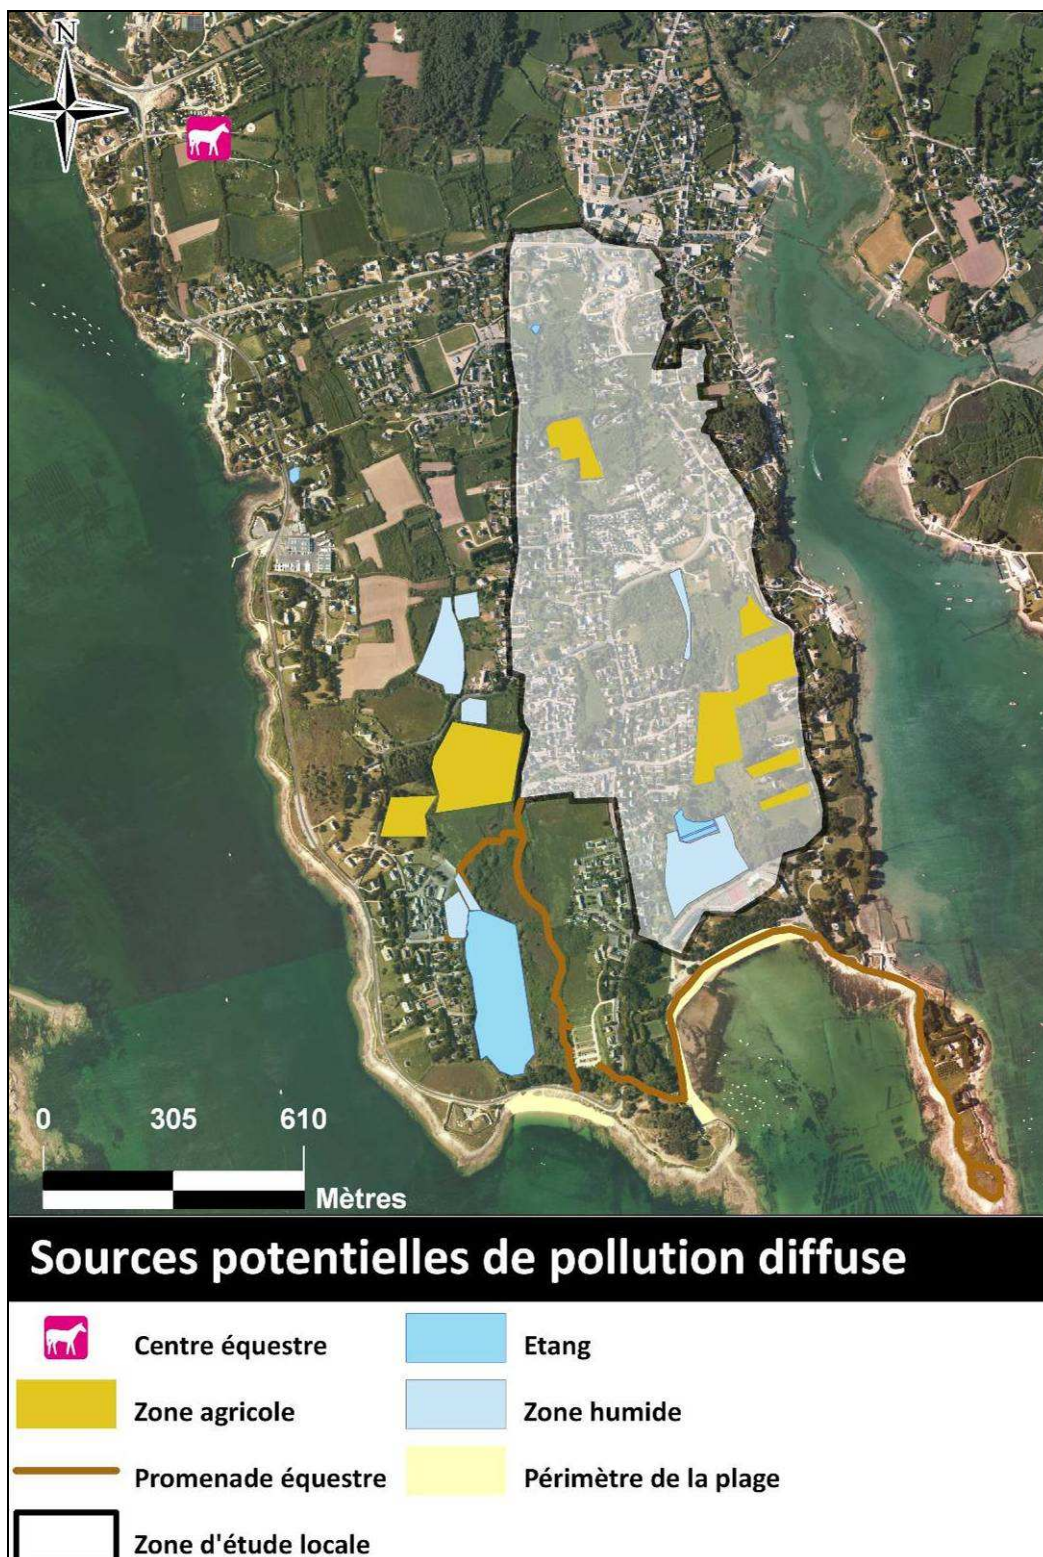 N
0 305 610
Mètres
Sources potentielles de pollution diffuse
Centre équestre
Etang
Zone agricole
Zone humide
Promenade équestre
Périmètre de la plage
Zone d'étude locale